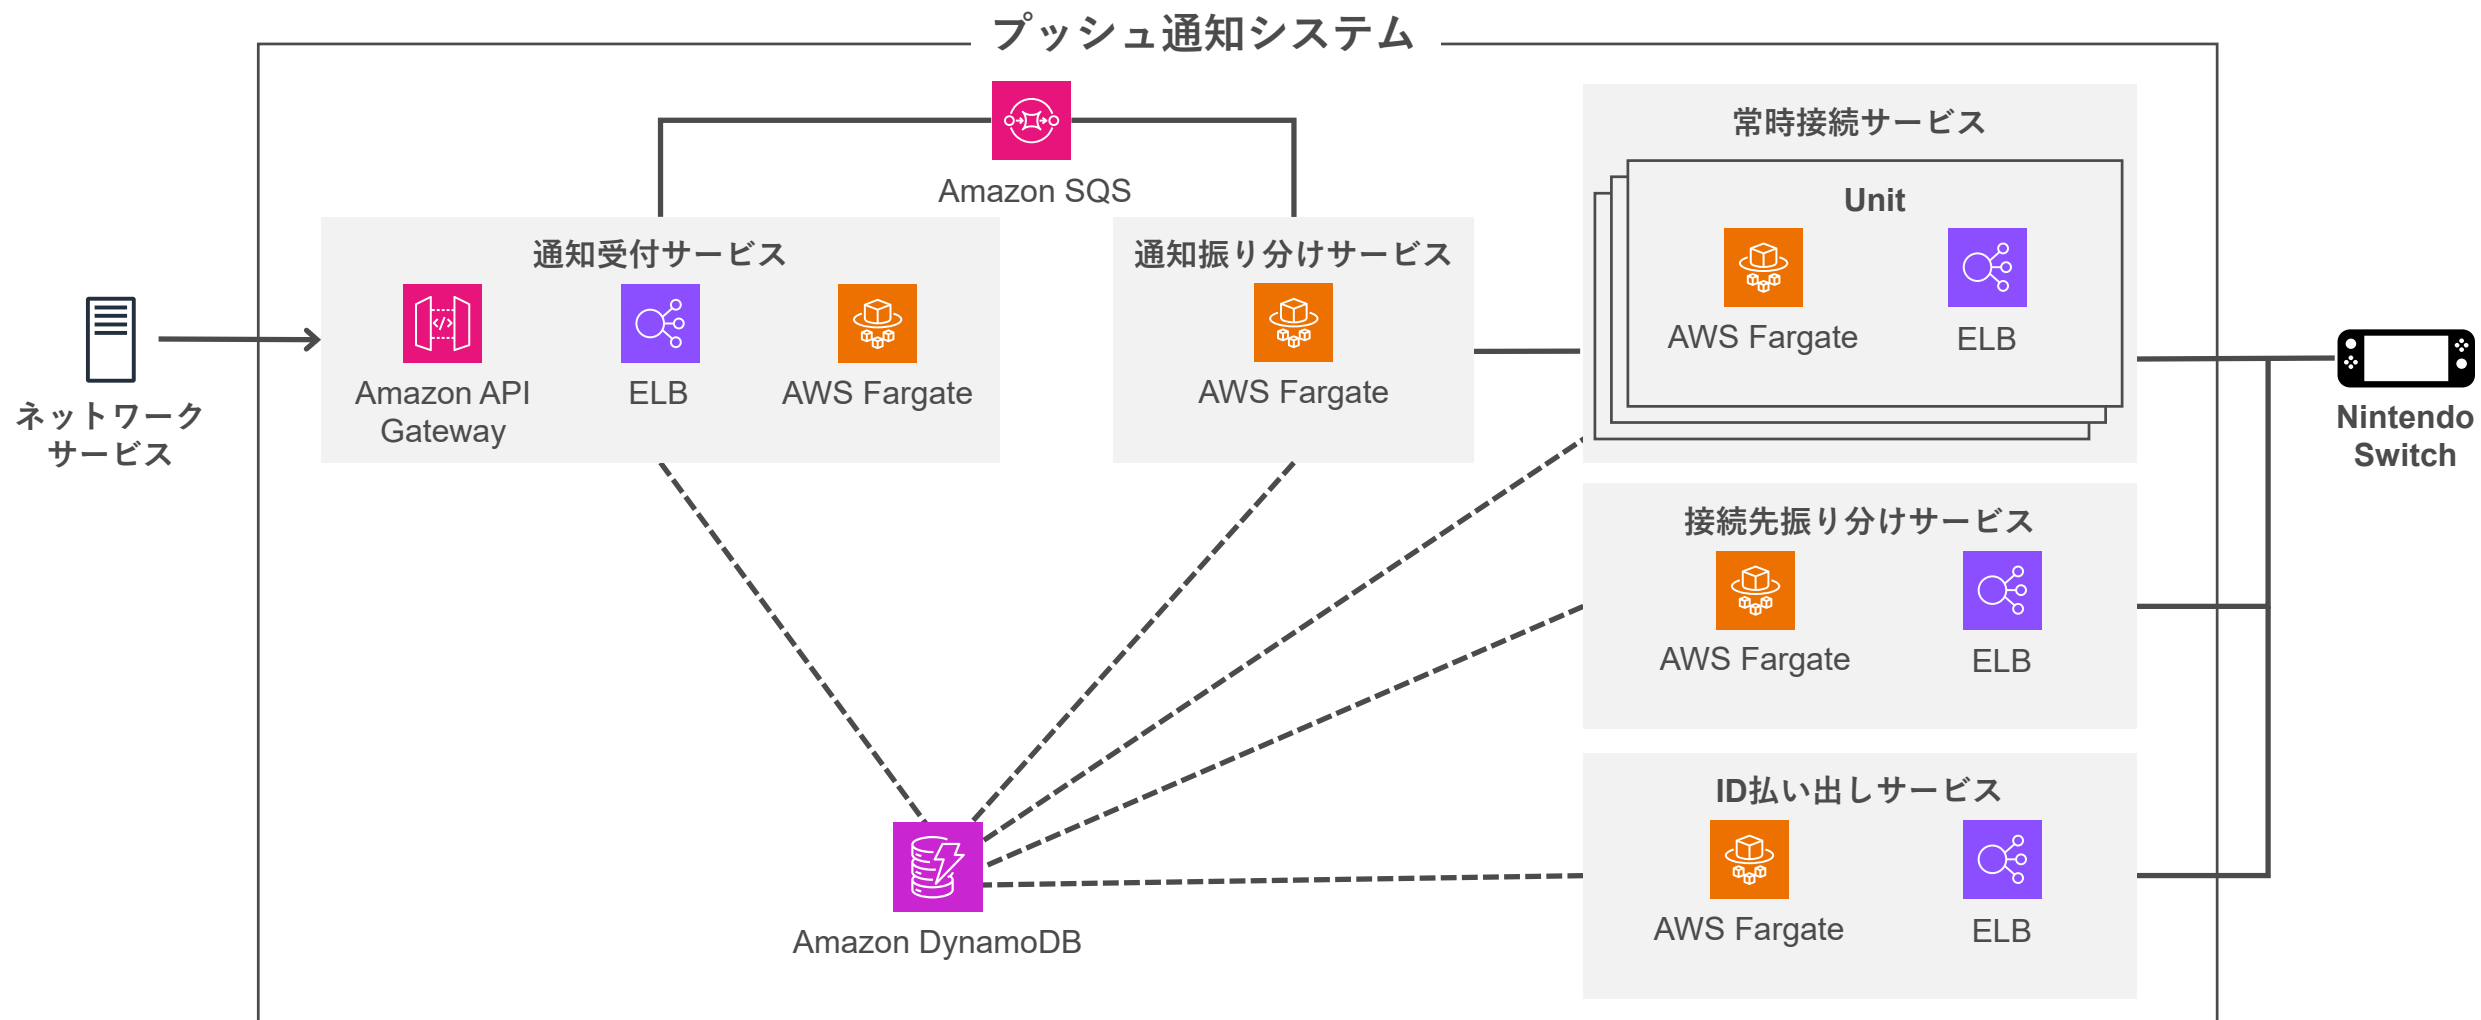 プッシュ通知システム
Amazon SQS
通知受付サービス
Amazon API
Gateway
ELB
AWS Fargate
通知振り分けサービス
AWS Fargate
常時接続サービス
Unit
AWS Fargate
ELB
ネットワーク
サービス
Nintendo
Switch
接続先振り分けサービス
AWS Fargate
ELB
ID払い出しサービス
AWS Fargate
ELB
Amazon DynamoDB